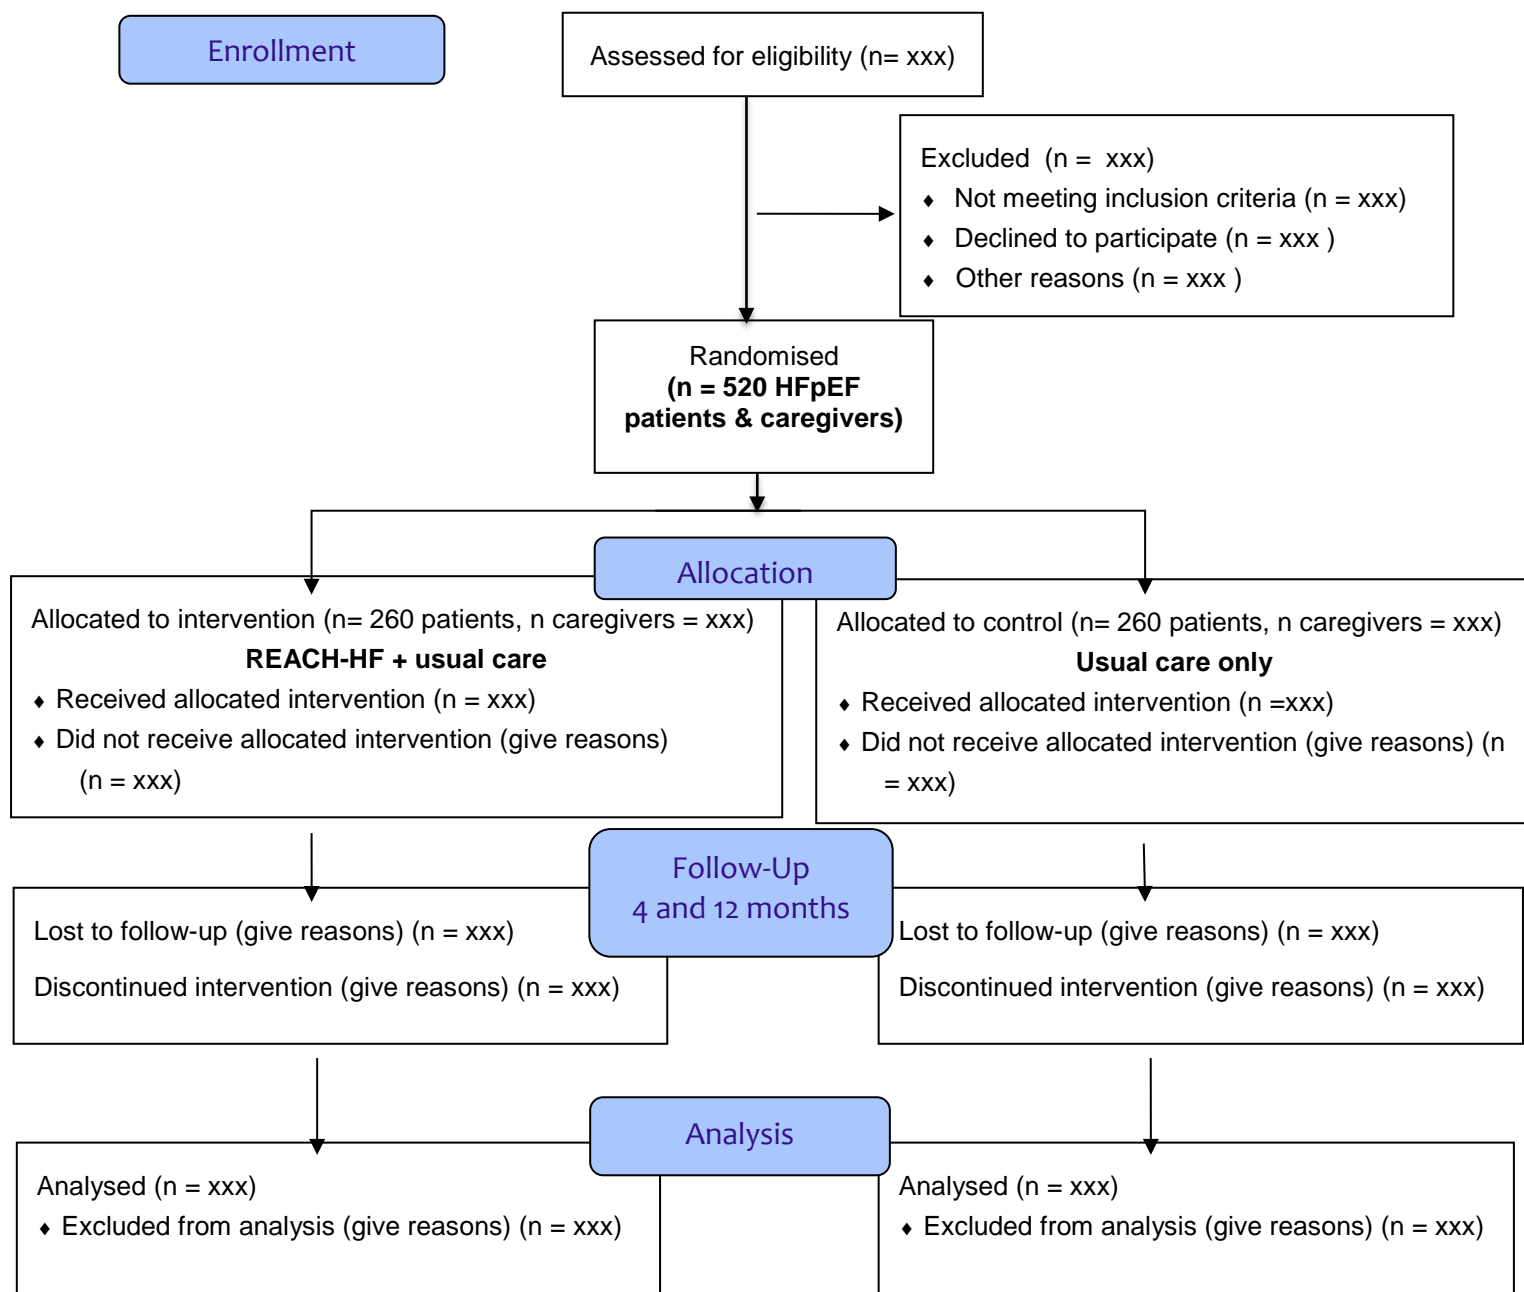 Enrollment
Assessed for eligibility (n= xxx)
Excluded (n = xxx)
♦ Not meeting inclusion criteria (n = xxx)
♦ Declined to participate (n = xxx )
♦ Other reasons (n = xxx )
Randomised
(n = 520 HFpEF
patients & caregivers)
Allocation
Allocated to intervention (n= 260 patients, n caregivers = xxx)
REACH-HF + usual care
♦ Received allocated intervention (n = xxx)
♦ Did not receive allocated intervention (give reasons)
(n = xxx)
Allocated to control (n= 260 patients, n caregivers = xxx)
Usual care only
♦ Received allocated intervention (n =xxx)
♦ Did not receive allocated intervention (give reasons) (n
= xxx)
Follow-Up
4 and 12 months
Lost to follow-up (give reasons) (n = xxx)
Discontinued intervention (give reasons) (n = xxx)
Lost to follow-up (give reasons) (n = xxx)
Discontinued intervention (give reasons) (n = xxx)
Analysis
Analysed (n = xxx)
♦ Excluded from analysis (give reasons) (n = xxx)
Analysed (n = xxx)
♦ Excluded from analysis (give reasons) (n = xxx)